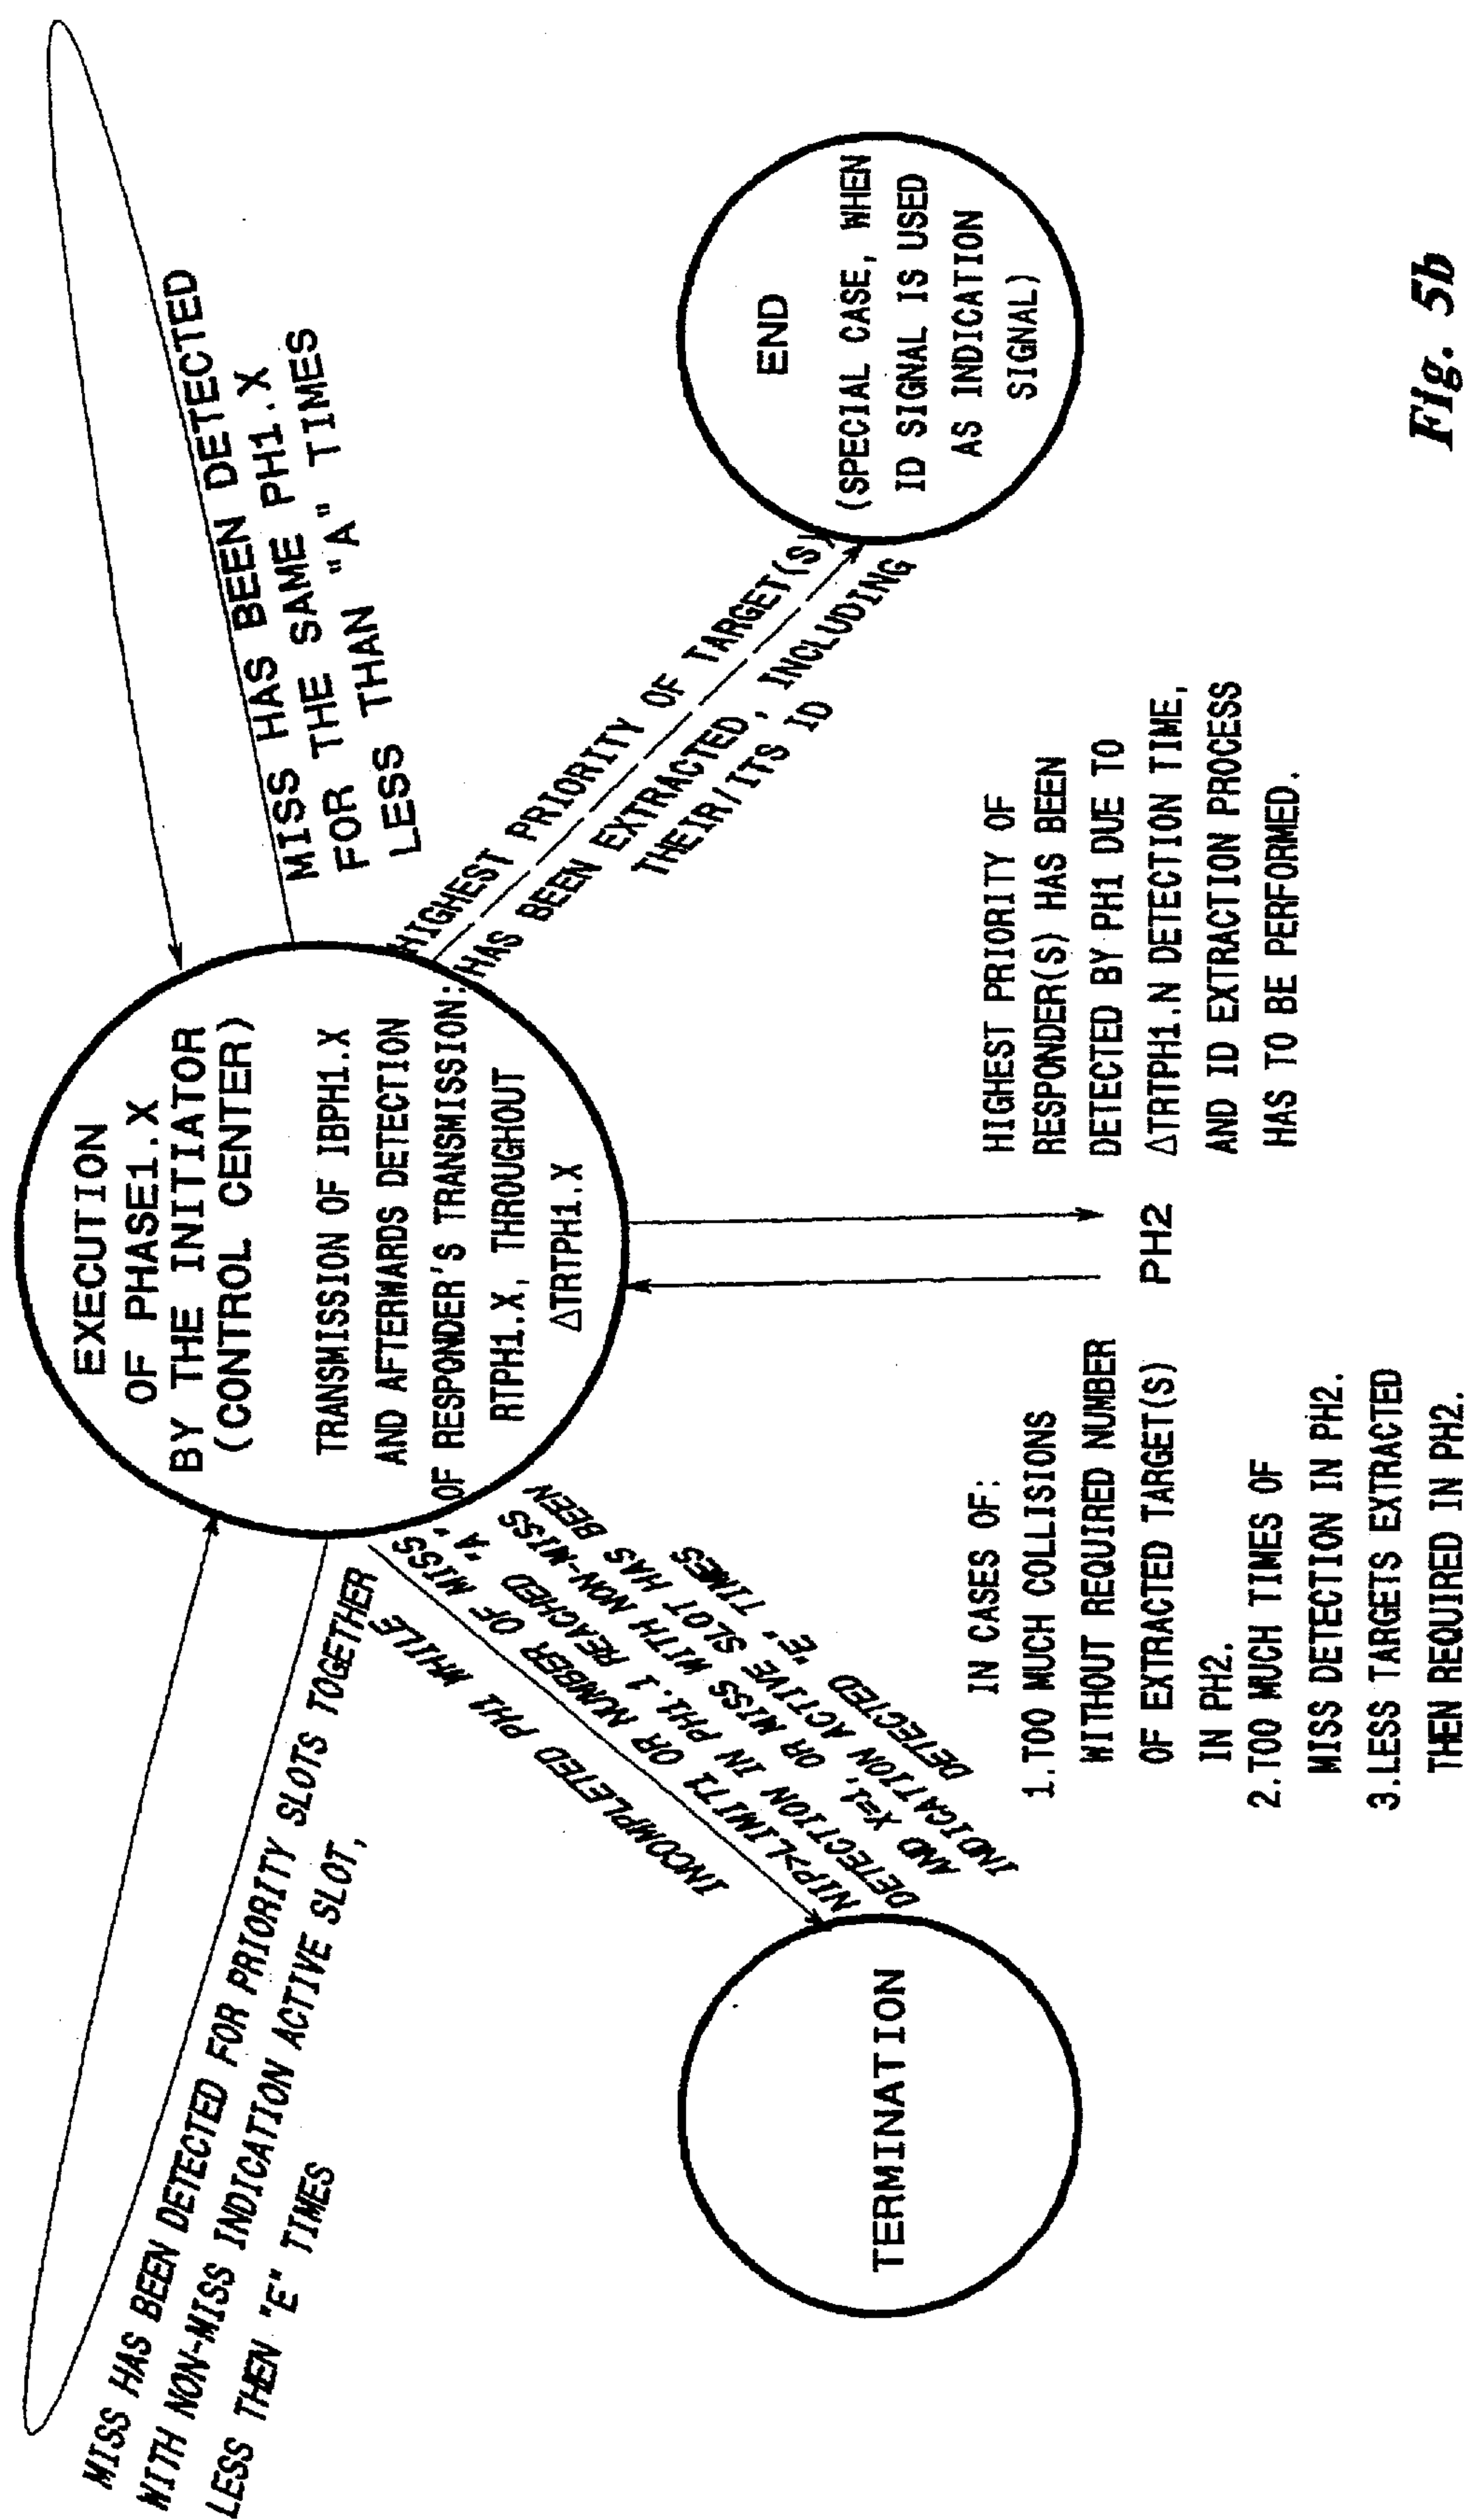 EXECUTION
OF PHASE1.X
BY THE INITIATOR
(CONTROL CENTER)
TRANSMISSION OF IBPH1.X
AND AFTERWARDS DETECTION
OF RESPONDER'S TRANSMISSION:
RTPH1.X, THROUGHOUT
△TRTPH1.X
MISS HAS BEEN DETECTED FOR PRIORITY SLOTS TOGETHER
WITH NON-MISS INDICATION ACTIVE SLOT,
LESS THEN "E" TIMES
MISS HAS BEEN DETECTED
FOR THE SAME PH1.X
LESS THAN "A" TIMES
INCOMPLETED PH1 WHILE
NTP>LIMIT1 OR NUMBER OF MISS,
DETECTION IN PH1.1 REACHED 'A'
AND X=1, OR MISS WITH NON-MISS
INDICATION ACTIVE SLOT HAS BEEN
DETECTED 'E' TIMES
HIGHEST PRIORITY OF TARGET(S)
HAS BEEN EXTRACTED, INCLUDING
THEIR/ITS ID
TERMINATION
END
(SPECIAL CASE, WHEN
ID SIGNAL IS USED
AS INDICATION
SIGNAL)
IN CASES OF:
1.TOO MUCH COLLISIONS
WITHOUT REQUIRED NUMBER
OF EXTRACTED TARGET(S)
IN PH2.
2.TOO MUCH TIMES OF
MISS DETECTION IN PH2.
3.LESS TARGETS EXTRACTED
THEN REQUIRED IN PH2.
PH2
HIGHEST PRIORITY OF
RESPONDER(S) HAS BEEN
DETECTED BY PH1 DUE TO
△TRTPH1.N DETECTION TIME,
AND ID EXTRACTION PROCESS
HAS TO BE PERFORMED.
Fig. 5b